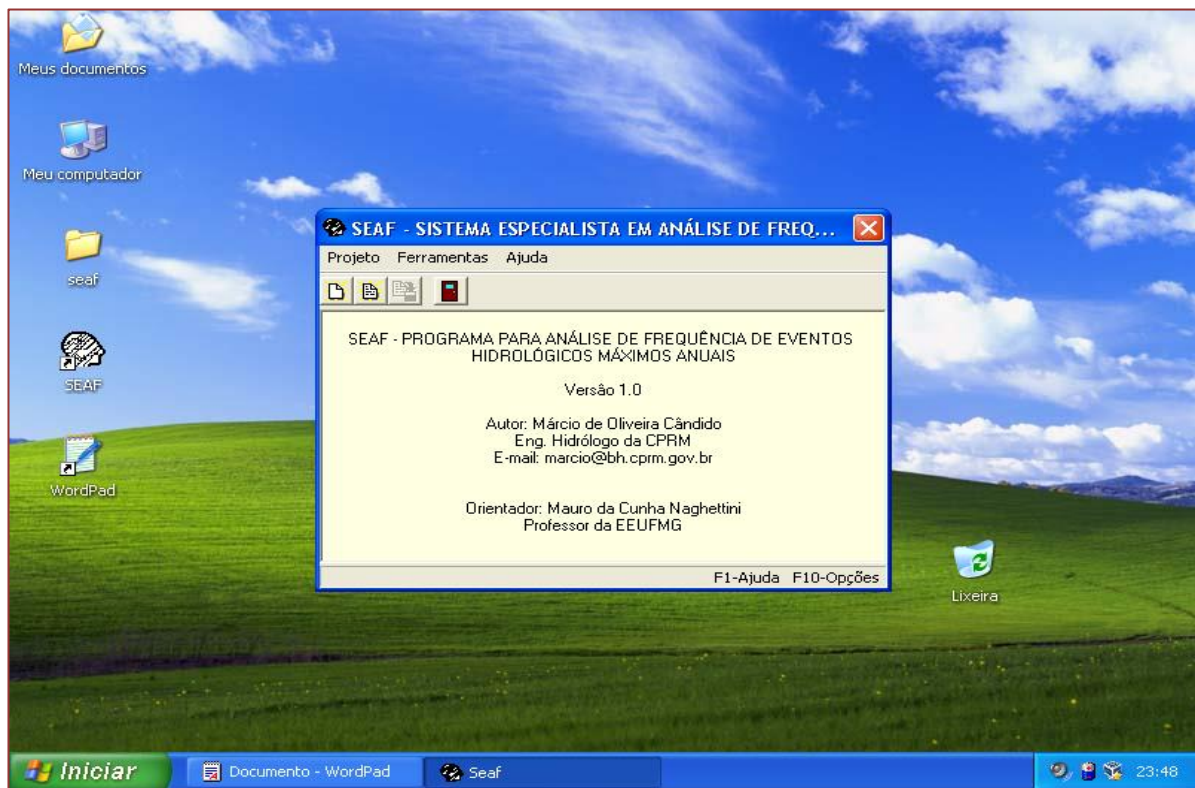 Meus documentos
Meu computador
seaf
SEAF
WordPad
SEAF - SISTEMA ESPECIALISTA EM ANÁLISE DE FREQ...
Projeto Ferramentas Ajuda
SEAF - PROGRAMA PARA ANÁLISE DE FREQUÊNCIA DE EVENTOS
HIDROLÓGICOS MÁXIMOS ANUAIS
Versão 1.0
Autor: Márcio de Oliveira Cândido
Eng. Hidrólogo da CPRM
E-mail: marcio@bh.cprm.gov.br
Orientador: Mauro da Cunha Naghettini
Professor da EEUFMG
F1-Ajuda F10-Opções
Lixeira
Iniciar
Documento - WordPad
Seaf
23:48